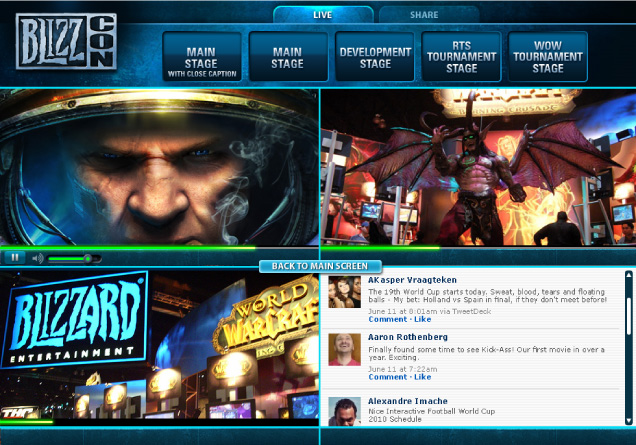 BLIZZ
CON
LIVE
SHARE
MAIN
STAGE
WITH CLOSE CAPTION
MAIN
STAGE
DEVELOPMENT
STAGE
RTS
TOURNAMENT
STAGE
WOW
TOURNAMENT
STAGE
BACK TO MAIN SCREEN
BLIZZARD®
ENTERTAINMENT
WORLD
WARCRAFT
THQ
AKasper Vraagteken
The 19th World Cup starts today. Sweat, blood, tears and floating
balls - My bet: Holland vs Spain in final, if they don't meet before!
June 11 at 8:01am via TweetDeck
Comment · Like
Aaron Rothenberg
Finally found some time to see Kick-Ass! Our first movie in over a
year. Exciting.
June 11 at 7:22am
Comment · Like
Alexandre Imache
Nice Interactive Football World Cup
2010 Schedule